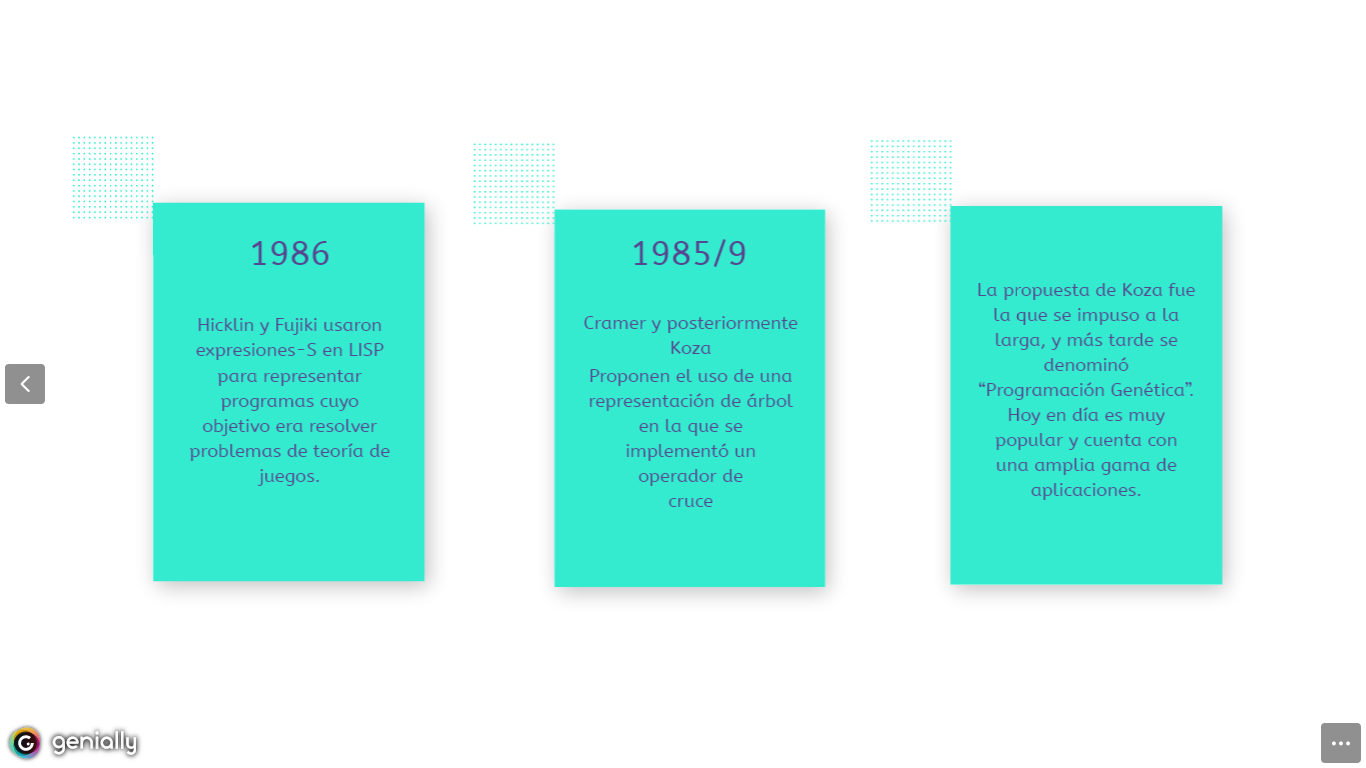 1986
Hicklin y Fujiki usaron
expresiones-S en LISP
para representar
programas cuyo
objetivo era resolver
problemas de teoría de
juegos.
1985/9
Cramer y posteriormente
Koza
Proponen el uso de una
representación de árbol
en la que se
implementó un
operador de
cruce
La propuesta de Koza fue
la que se impuso a la
larga, y más tarde se
denominó
“Programación Genética”.
Hoy en día es muy
popular y cuenta con
una amplia gama de
aplicaciones.
genially